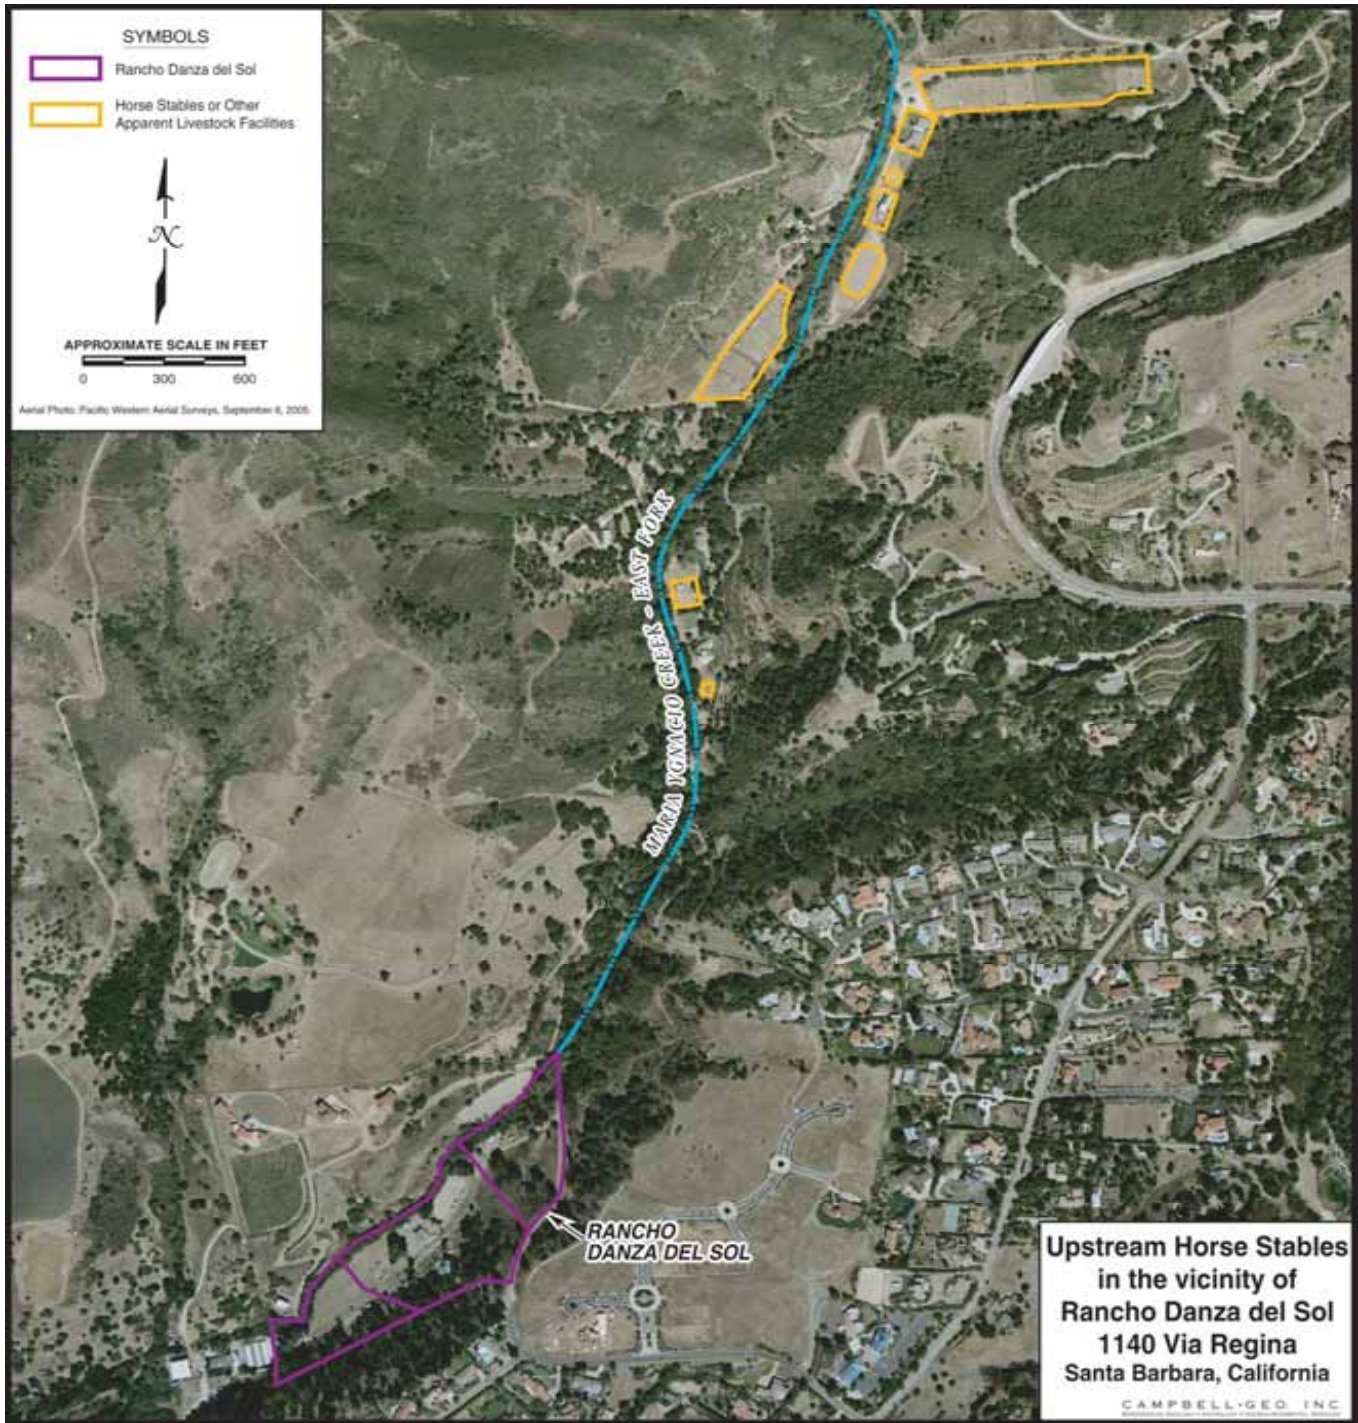 SYMBOLS
Rancho Danza del Sol
Horse Stables or Other
Apparent Livestock Facilities
N
APPROXIMATE SCALE IN FEET
0 300 600
Aerial Photo: Pacific Western Aerial Surveys, September 6, 2005.
MARIA YGNACIO CREEK - EAST FORK
RANCHO
DANZA DEL SOL
Upstream Horse Stables
in the vicinity of
Rancho Danza del Sol
1140 Via Regina
Santa Barbara, California
CAMPBELL·GEO, INC.